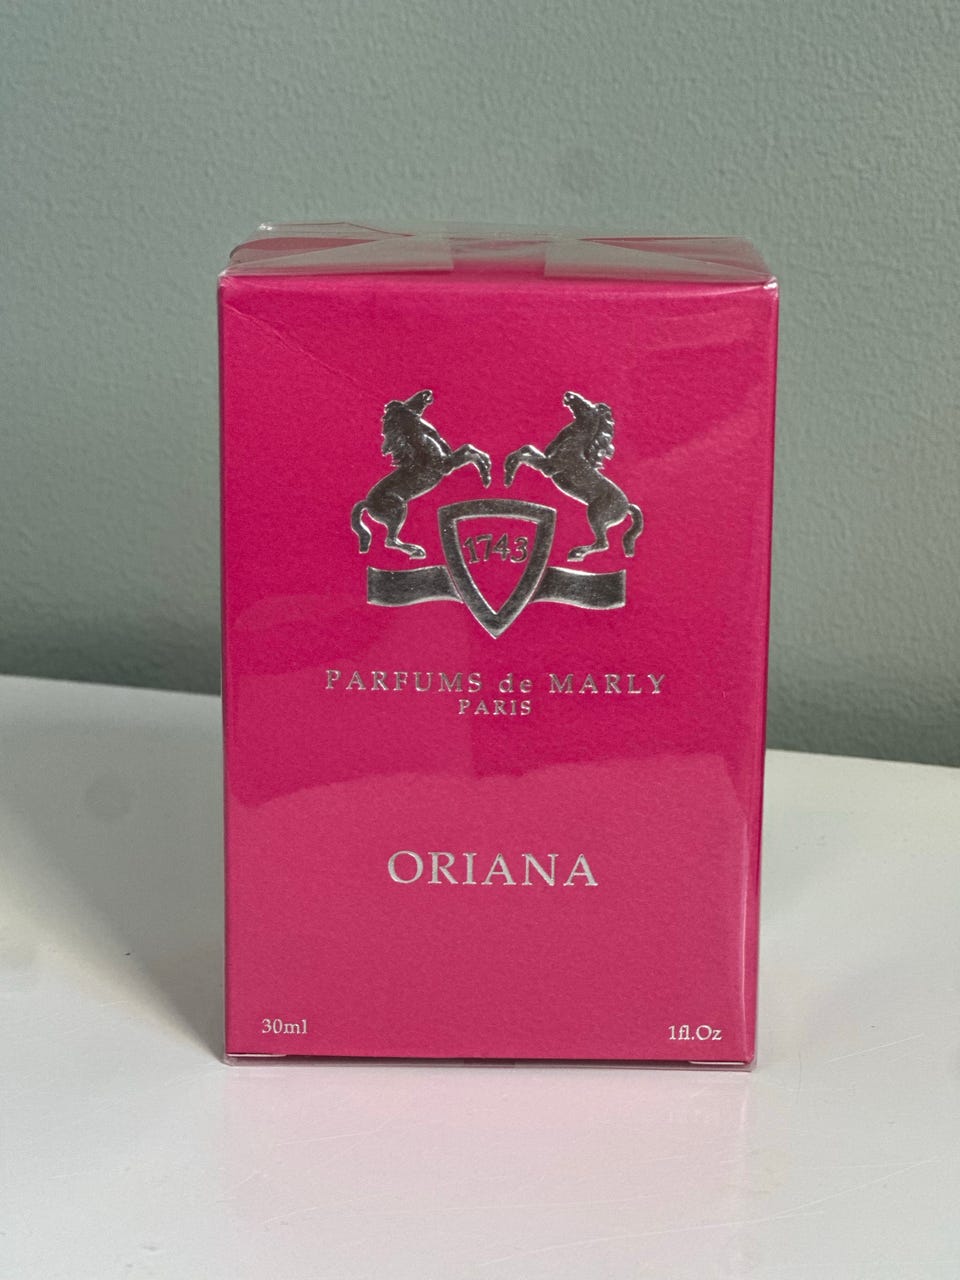 1743
PARFUMS de MARLY
PARIS
ORIANA
30ml
1fl.Oz